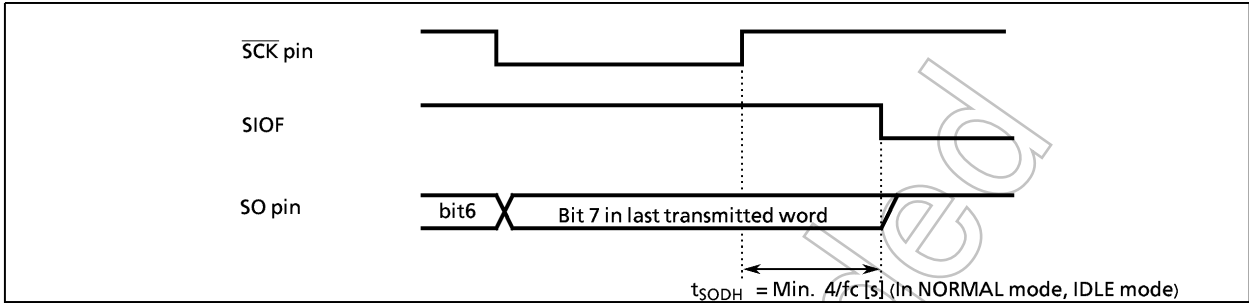 SCK pin
SIOF
SO pin
bit6
Bit 7 in last transmitted word
tSODH = Min. 4/fc [s] (In NORMAL mode, IDLE mode)